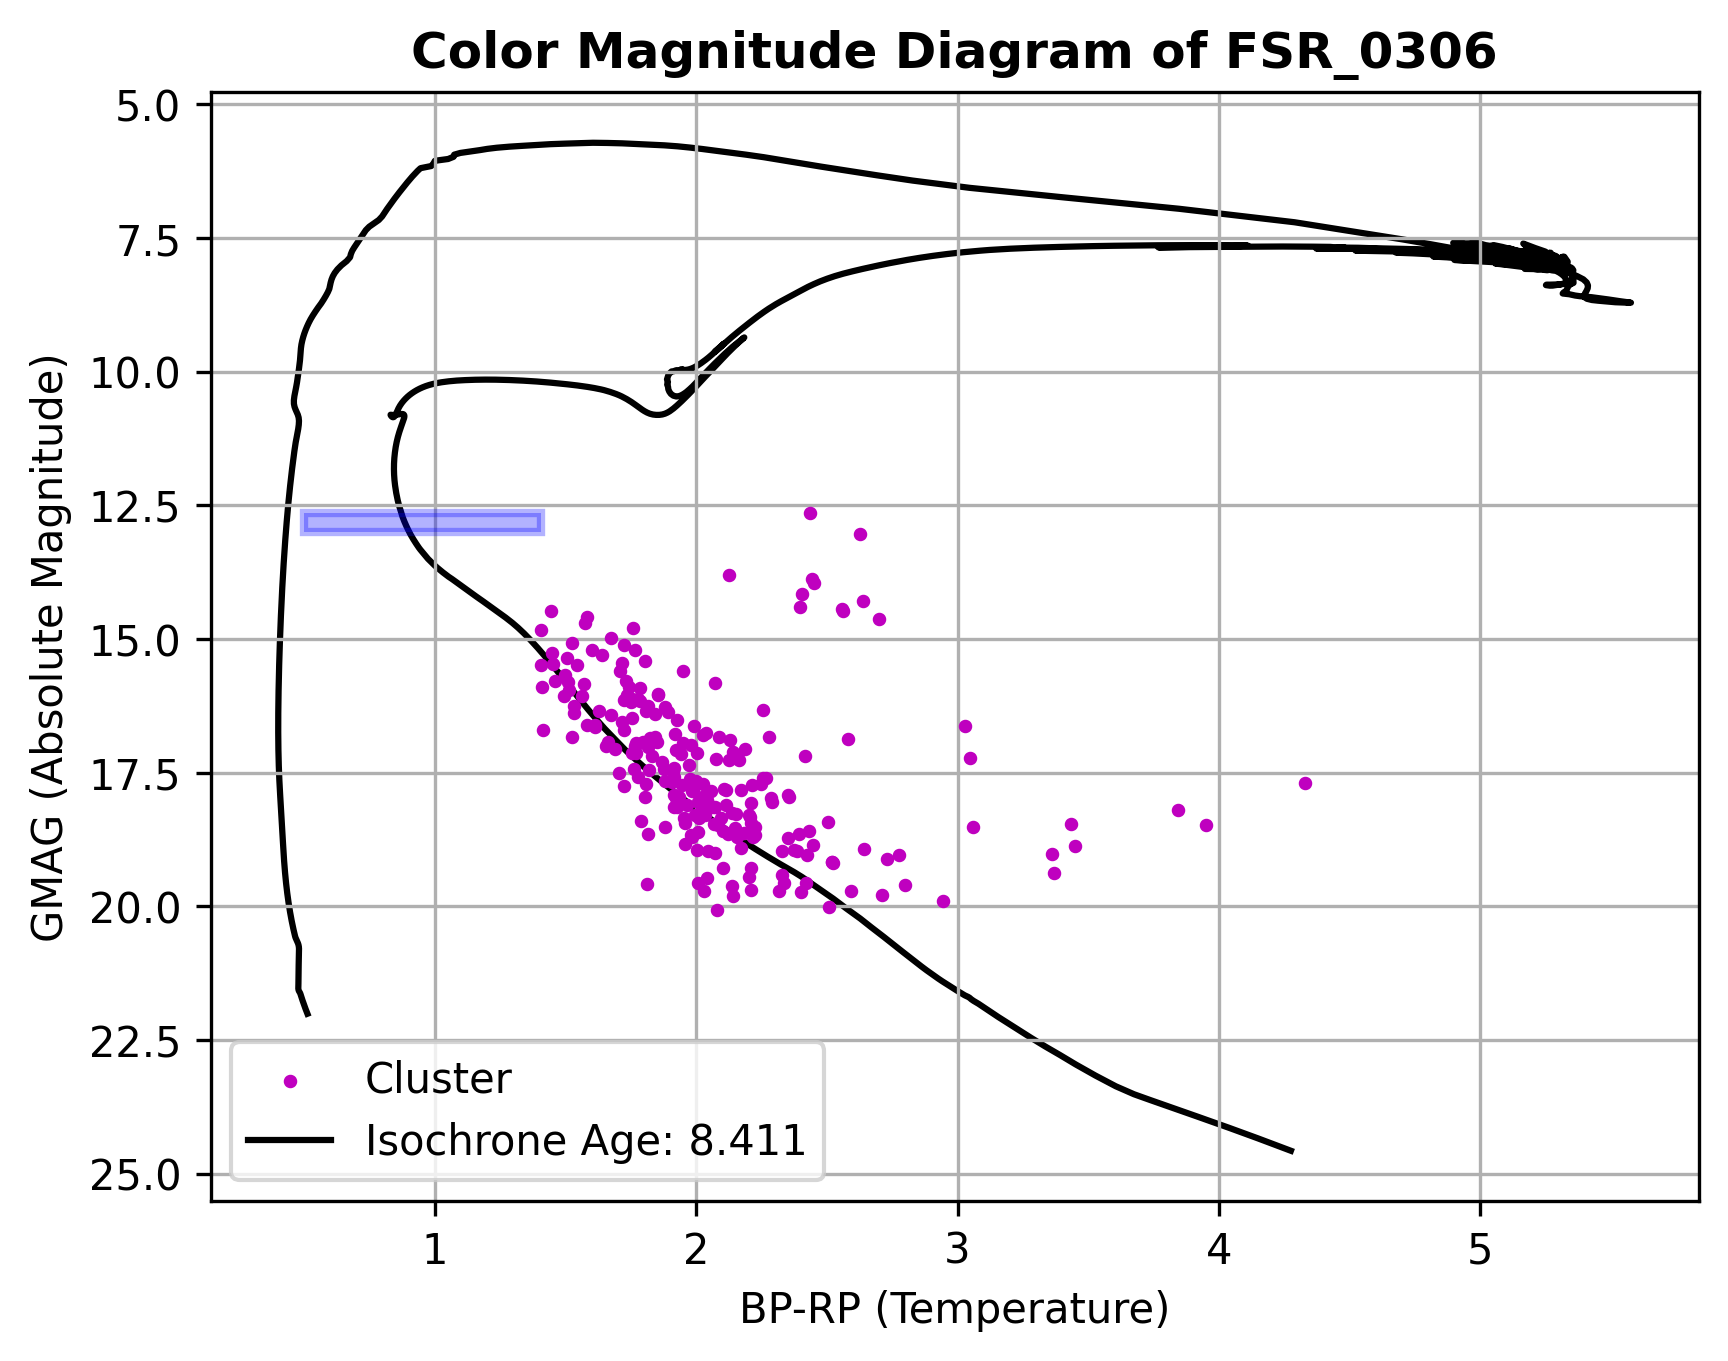 Color Magnitude Diagram of FSR_0306
GMAG (Absolute Magnitude)
5.0
7.5
10.0
12.5
15.0
17.5
20.0
22.5
25.0
Cluster
Isochrone Age: 8.411
1 2 3 4 5
BP-RP (Temperature)